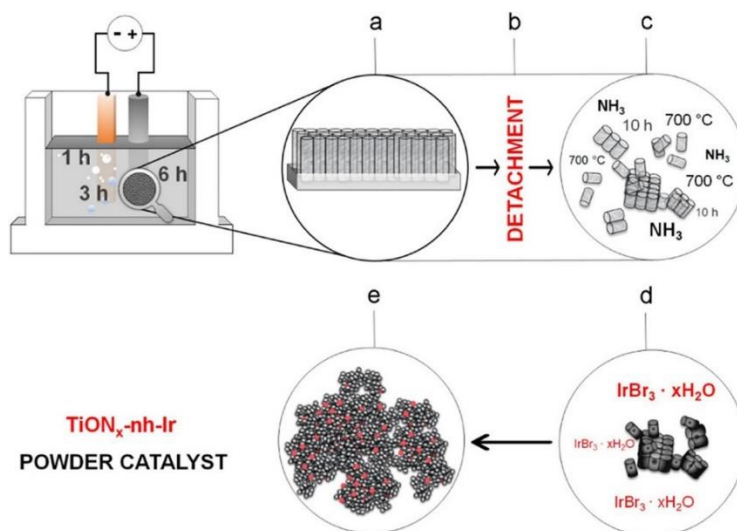 - +
1 h
3 h
6 h
a
b
c
DETACHMENT
NH₃
10 h
700 °C
700 °C
NH₃
700 °C
10 h
NH₃
e
d
IrBr₃ · xH₂O
IrBr₃ · xH₂O
IrBr₃ · xH₂O
TiONₓ-nh-Ir
POWDER CATALYST